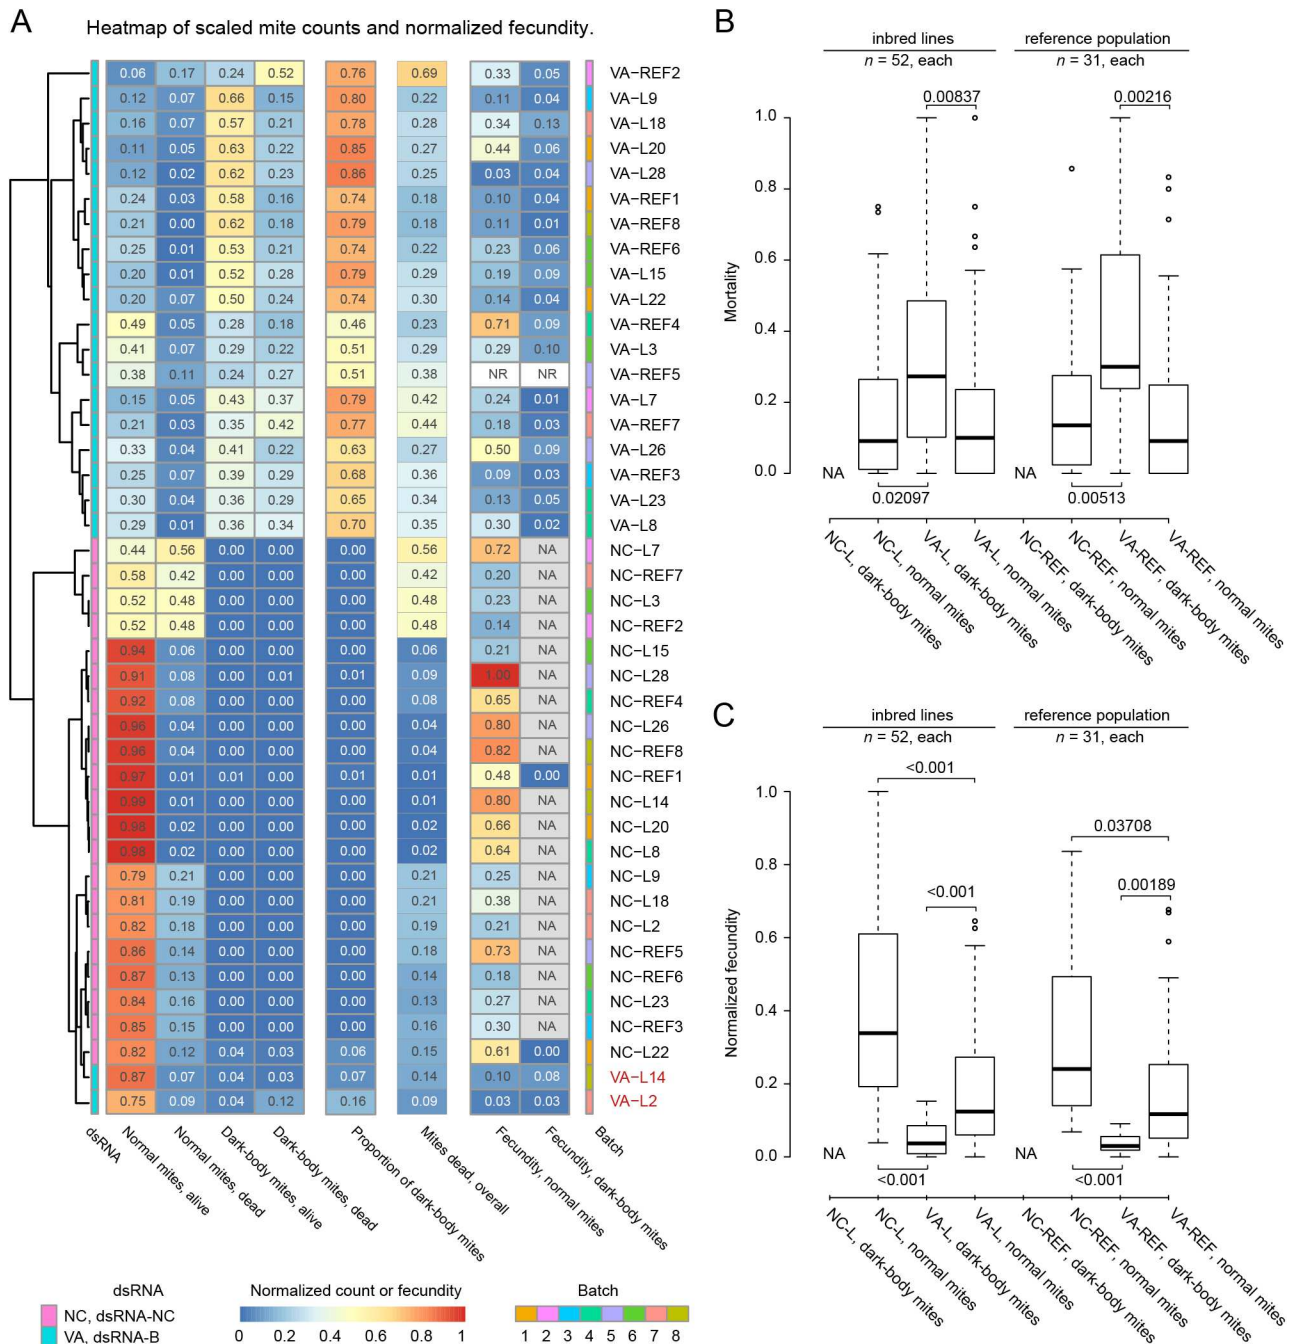 A
Heatmap of scaled mite counts and normalized fecundity.
0.06 0.17 0.24 0.52 0.76 0.69 0.33 0.05 VA−REF2
0.12 0.07 0.66 0.15 0.80 0.22 0.11 0.04 VA−L9
0.16 0.07 0.57 0.21 0.78 0.28 0.34 0.13 VA−L18
0.11 0.05 0.63 0.22 0.85 0.27 0.44 0.06 VA−L20
0.12 0.02 0.62 0.23 0.86 0.25 0.03 0.04 VA−L28
0.24 0.03 0.58 0.16 0.74 0.18 0.10 0.04 VA−REF1
0.21 0.00 0.62 0.18 0.79 0.18 0.11 0.01 VA−REF8
0.25 0.01 0.53 0.21 0.74 0.22 0.23 0.06 VA−REF6
0.20 0.01 0.52 0.28 0.79 0.29 0.19 0.09 VA−L15
0.20 0.07 0.50 0.24 0.74 0.30 0.14 0.04 VA−L22
0.49 0.05 0.28 0.18 0.46 0.23 0.71 0.09 VA−REF4
0.41 0.07 0.29 0.22 0.51 0.29 0.29 0.10 VA−L3
0.38 0.11 0.24 0.27 0.51 0.38 NR NR VA−REF5
0.15 0.05 0.43 0.37 0.79 0.42 0.24 0.01 VA−L7
0.21 0.03 0.35 0.42 0.77 0.44 0.18 0.03 VA−REF7
0.33 0.04 0.41 0.22 0.63 0.27 0.50 0.09 VA−L26
0.25 0.07 0.39 0.29 0.68 0.36 0.09 0.03 VA−REF3
0.30 0.04 0.36 0.29 0.65 0.34 0.13 0.05 VA−L23
0.29 0.01 0.36 0.34 0.70 0.35 0.30 0.02 VA−L8
0.44 0.56 0.00 0.00 0.00 0.56 0.72 NA NC−L7
0.58 0.42 0.00 0.00 0.00 0.42 0.20 NA NC−REF7
0.52 0.48 0.00 0.00 0.00 0.48 0.23 NA NC−L3
0.52 0.48 0.00 0.00 0.00 0.48 0.14 NA NC−REF2
0.94 0.06 0.00 0.00 0.00 0.06 0.21 NA NC−L15
0.91 0.08 0.00 0.01 0.01 0.09 1.00 NA NC−L28
0.92 0.08 0.00 0.00 0.00 0.08 0.65 NA NC−REF4
0.96 0.04 0.00 0.00 0.00 0.04 0.80 NA NC−L26
0.96 0.04 0.00 0.00 0.00 0.04 0.82 NA NC−REF8
0.97 0.01 0.01 0.00 0.01 0.01 0.48 0.00 NC−REF1
0.99 0.01 0.00 0.00 0.00 0.01 0.80 NA NC−L14
0.98 0.02 0.00 0.00 0.00 0.02 0.66 NA NC−L20
0.98 0.02 0.00 0.00 0.00 0.02 0.64 NA NC−L8
0.79 0.21 0.00 0.00 0.00 0.21 0.25 NA NC−L9
0.81 0.19 0.00 0.00 0.00 0.21 0.38 NA NC−L18
0.82 0.18 0.00 0.00 0.00 0.19 0.21 NA NC−L2
0.86 0.14 0.00 0.00 0.00 0.18 0.73 NA NC−REF5
0.87 0.13 0.00 0.00 0.00 0.14 0.18 NA NC−REF6
0.84 0.16 0.00 0.00 0.00 0.13 0.27 NA NC−L23
0.85 0.15 0.00 0.00 0.00 0.16 0.30 NA NC−REF3
0.82 0.12 0.04 0.03 0.06 0.15 0.61 0.00 NC−L22
0.87 0.07 0.04 0.03 0.07 0.14 0.10 0.08 VA−L14
0.75 0.09 0.04 0.12 0.16 0.09 0.03 0.03 VA−L2
dsRNA
Normal mites, alive
Normal mites, dead
Dark-body mites, alive
Dark-body mites, dead
Proportion of dark-body mites
Mites dead, overall
Fecundity, normal mites
Fecundity, dark-body mites
Batch
dsRNA
NC, dsRNA-NC
VA, dsRNA-B
Normalized count or fecundity
0 0.2 0.4 0.6 0.8 1
Batch
1 2 3 4 5 6 7 8
B
inbred lines
n = 52, each
reference population
n = 31, each
0.00837
0.00216
Mortality
1.0
0.8
0.6
0.4
0.2
0.0
NA
NA
0.02097
0.00513
NC-L, dark-body mites
NC-L, normal mites
VA-L, dark-body mites
VA-L, normal mites
NC-REF, dark-body mites
NC-REF, normal mites
VA-REF, dark-body mites
VA-REF, normal mites
C
inbred lines
n = 52, each
reference population
n = 31, each
<0.001
0.03708
<0.001
0.00189
Normalized fecundity
1.0
0.8
0.6
0.4
0.2
0.0
NA
NA
<0.001
<0.001
NC-L, dark-body mites
NC-L, normal mites
VA-L, dark-body mites
VA-L, normal mites
NC-REF, dark-body mites
NC-REF, normal mites
VA-REF, dark-body mites
VA-REF, normal mites